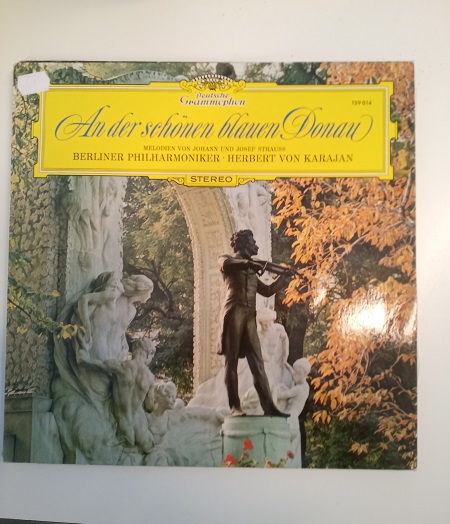 Deutsche
Grammophon
139 014
An der schönen blauen Donau
MELODIEN VON JOHANN UND JOSEF STRAUSS
BERLINER PHILHARMONIKER · HERBERT VON KARAJAN
STEREO